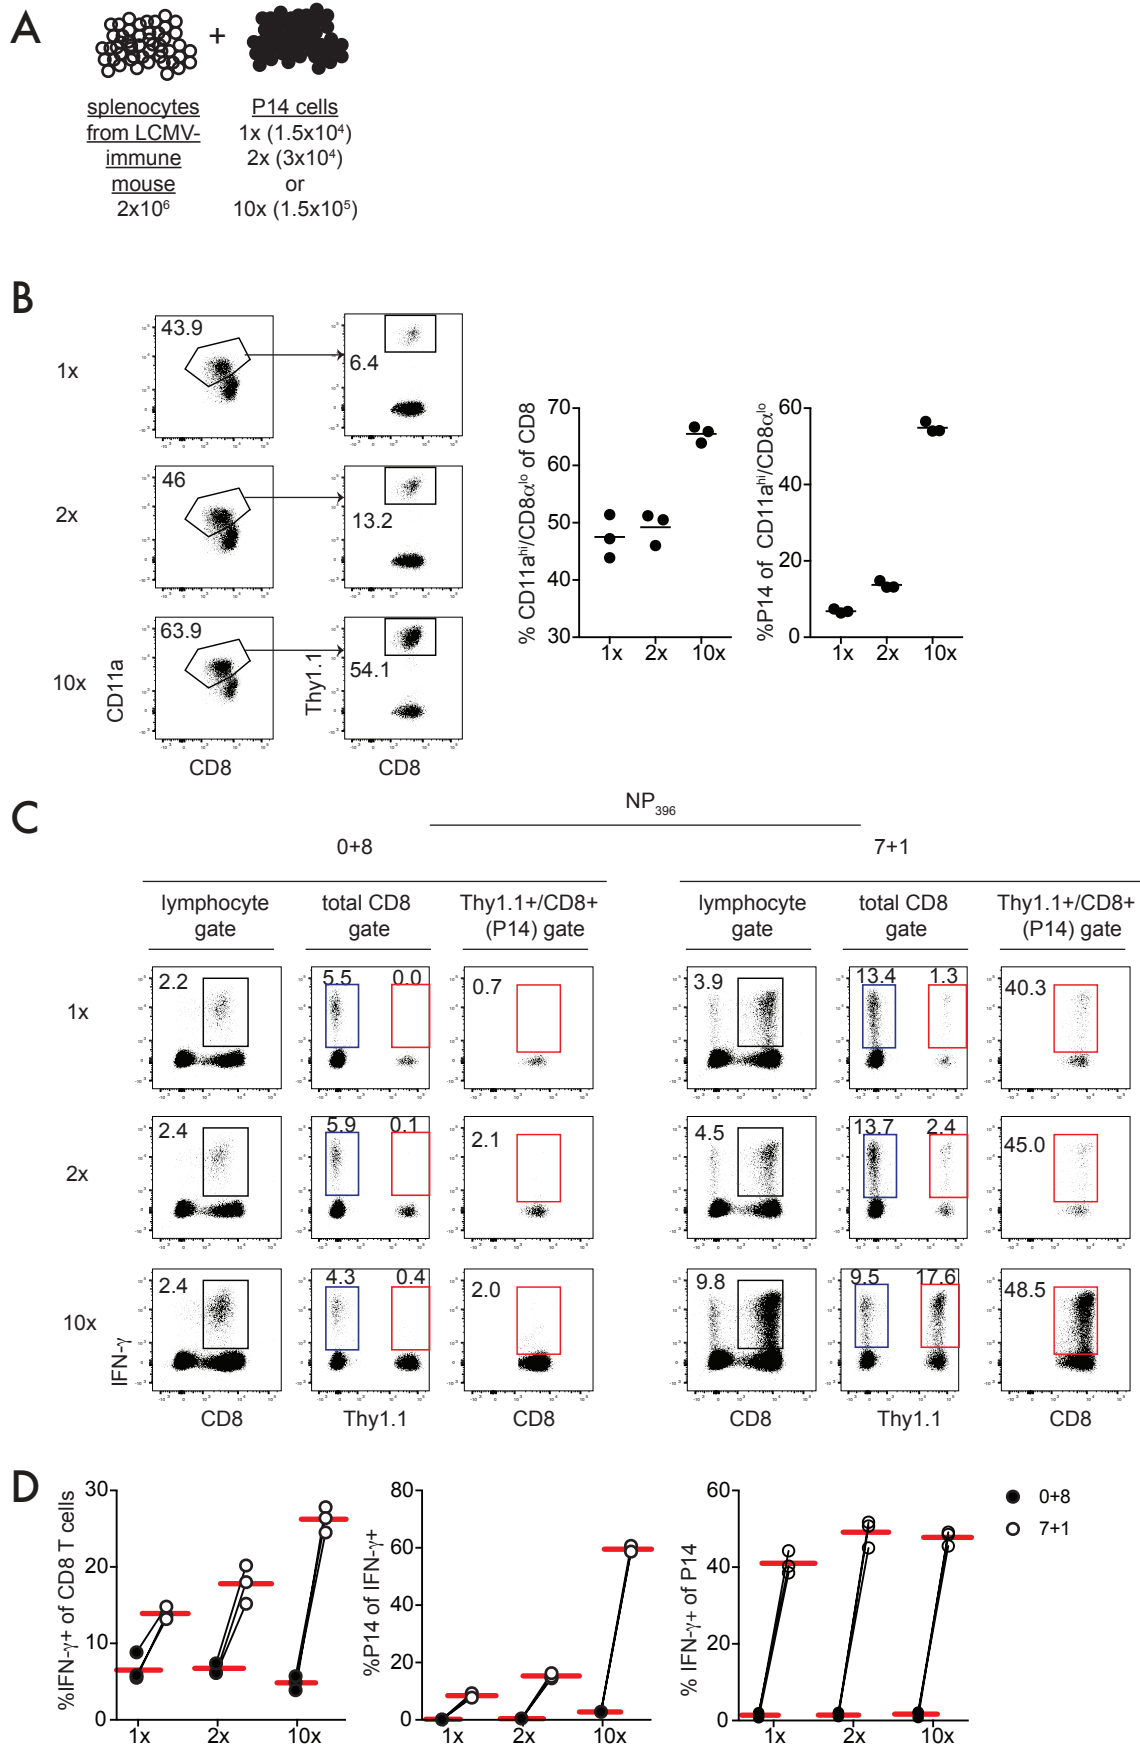 A
+
splenocytes
from LCMV-
immune
mouse
2x10⁶
P14 cells
1x (1.5x10⁴)
2x (3x10⁴)
or
10x (1.5x10⁵)
B
1x
43.9
6.4
2x
46
13.2
10x
63.9
54.1
CD11a
Thy1.1
CD8
CD8
% CD11aʰⁱ/CD8αˡᵒ of CD8
70
60
50
40
30
1x 2x 10x
%P14 of CD11aʰⁱ/CD8αˡᵒ
60
40
20
0
1x 2x 10x
C
NP₃₉₆
0+8
7+1
lymphocyte
gate
total CD8
gate
Thy1.1+/CD8+
(P14) gate
lymphocyte
gate
total CD8
gate
Thy1.1+/CD8+
(P14) gate
1x
2.2
5.5 0.0
0.7
3.9
13.4 1.3
40.3
2x
2.4
5.9 0.1
2.1
4.5
13.7 2.4
45.0
10x
2.4
4.3 0.4
2.0
9.8
9.5 17.6
48.5
IFN-γ
CD8
Thy1.1
CD8
CD8
Thy1.1
CD8
D
%IFN-γ+ of CD8 T cells
30
20
10
0
1x 2x 10x
%P14 of IFN-γ+
80
60
40
20
0
1x 2x 10x
% IFN-γ+ of P14
60
40
20
0
1x 2x 10x
0+8
7+1